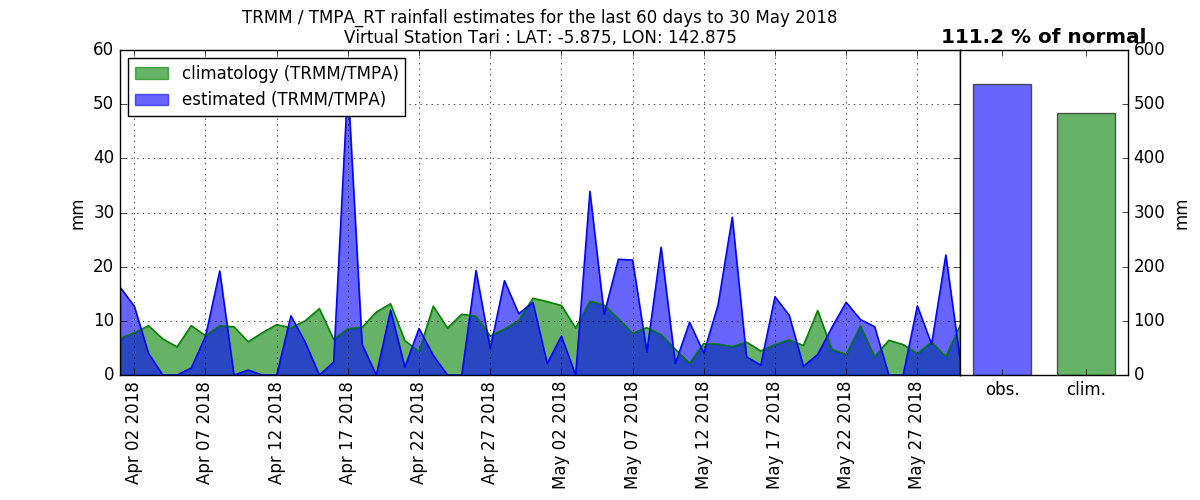 TRMM / TMPA_RT rainfall estimates for the last 60 days to 30 May 2018
Virtual Station Tari : LAT: -5.875, LON: 142.875
111.2 % of normal
climatology (TRMM/TMPA)
estimated (TRMM/TMPA)
60
50
40
30
20
10
0
mm
Apr 02 2018
Apr 07 2018
Apr 12 2018
Apr 17 2018
Apr 22 2018
Apr 27 2018
May 02 2018
May 07 2018
May 12 2018
May 17 2018
May 22 2018
May 27 2018
600
500
400
300
200
100
0
mm
obs.
clim.